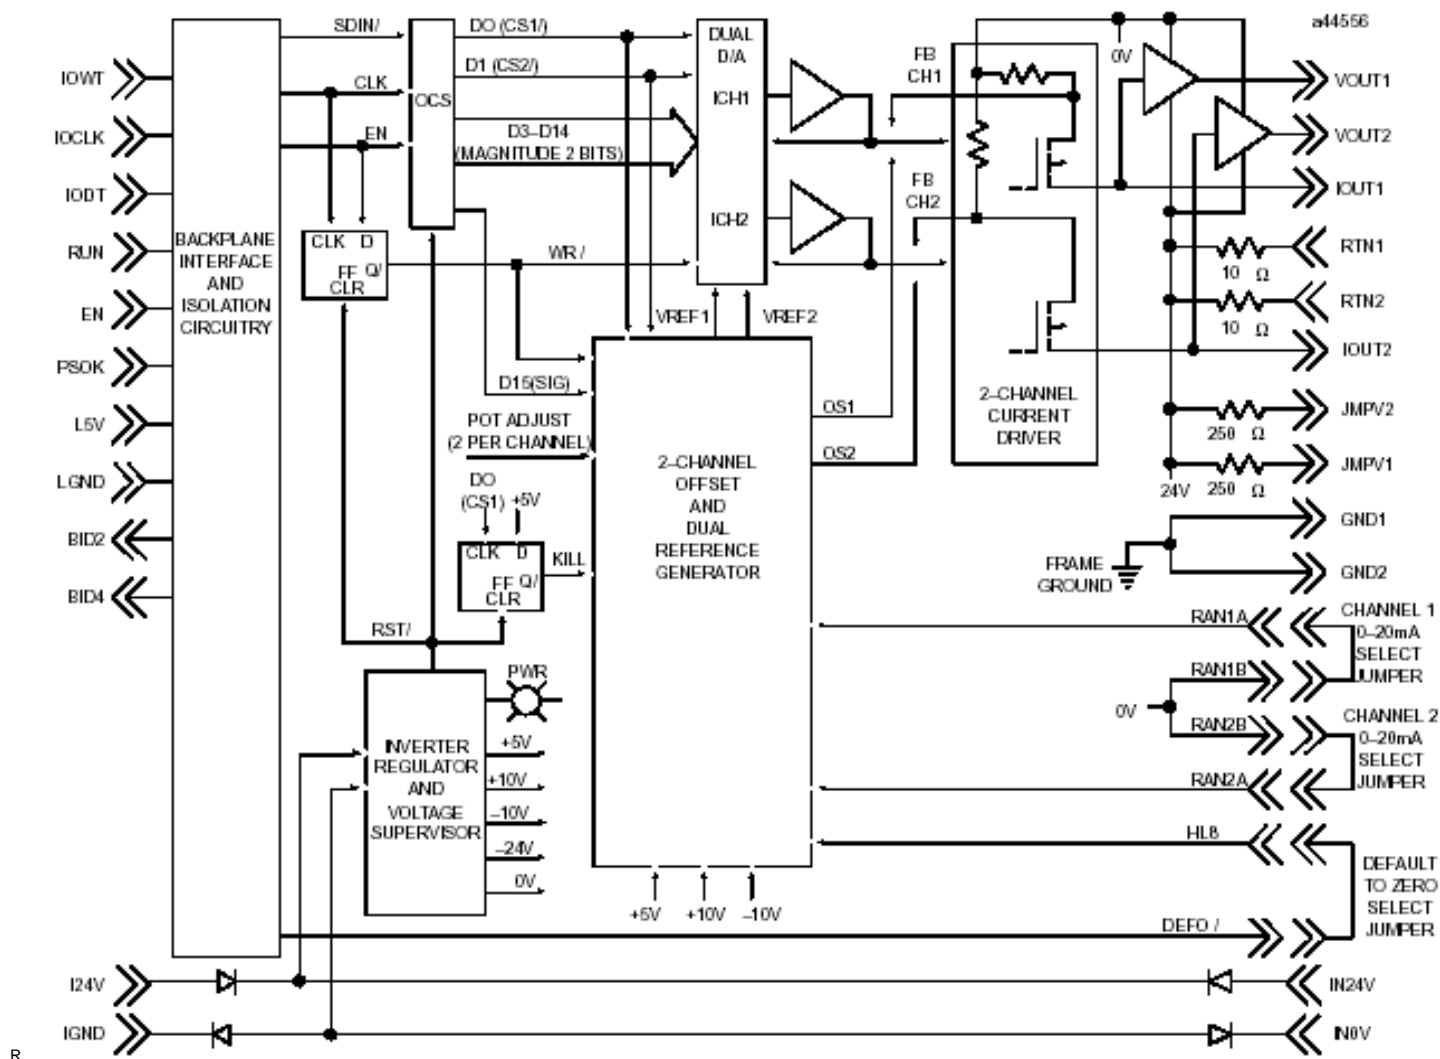 a44556
IOWT
IOCLK
IODT
RUN
EN
PSOK
L5V
LGND
BID2
BID4
I24V
IGND
R
BACKPLANE
INTERFACE
AND
ISOLATION
CIRCUITRY
SDIN/
CLK
EN
OCS
DO (CS1/)
D1 (CS2/)
D3–D14
(MAGNITUDE 2 BITS)
CLK D
FF Q/
CLR
WR /
DUAL
D/A
ICH1
ICH2
VREF1
VREF2
D15(SIG)
POT ADJUST
(2 PER CHANNEL)
DO
(CS1)
+5V
CLK D
FF Q/
CLR
KILL
RST/
PWR
INVERTER
REGULATOR
AND
VOLTAGE
SUPERVISOR
+5V
+10V
–10V
–24V
0V
2–CHANNEL
OFFSET
AND
DUAL
REFERENCE
GENERATOR
+5V
+10V
–10V
OS1
OS2
FB
CH1
FB
CH2
2–CHANNEL
CURRENT
DRIVER
0V
VOUT1
VOUT2
IOUT1
RTN1
10 Ω
RTN2
10 Ω
IOUT2
JMPV2
250 Ω
JMPV1
24V
250 Ω
GND1
FRAME
GROUND
GND2
RAN1A
CHANNEL 1
0–20mA
SELECT
JUMPER
RAN1B
0V
RAN2B
CHANNEL 2
0–20mA
SELECT
JUMPER
RAN2A
HL8
DEFAULT
TO ZERO
SELECT
JUMPER
DEFO /
IN24V
IN0V